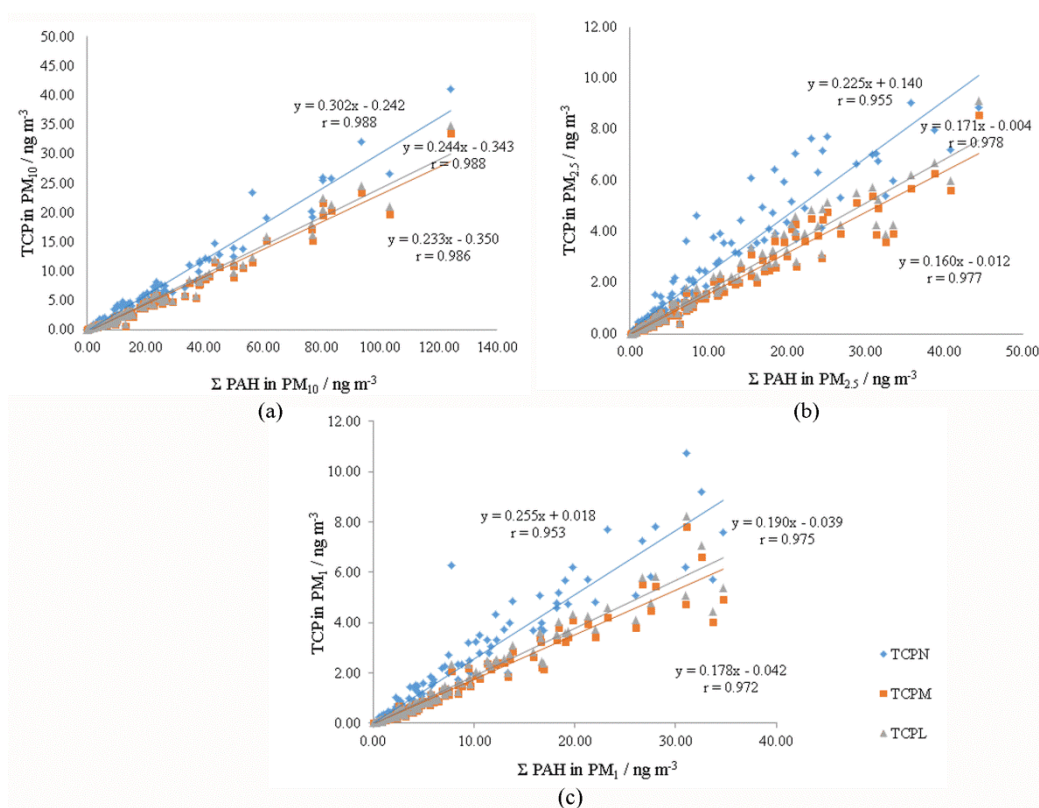 50.00
45.00
40.00
35.00
30.00
25.00
20.00
15.00
10.00
5.00
0.00
TCP in PM10 / ng m-3
y = 0.302x - 0.242
r = 0.988
y = 0.244x - 0.343
r = 0.988
y = 0.233x - 0.350
r = 0.986
0.00 20.00 40.00 60.00 80.00 100.00 120.00 140.00
Σ PAH in PM10 / ng m-3
(a)
12.00
10.00
8.00
6.00
4.00
2.00
0.00
TCP in PM2.5 / ng m-3
y = 0.225x + 0.140
r = 0.955
y = 0.171x - 0.004
r = 0.978
y = 0.160x - 0.012
r = 0.977
0.00 10.00 20.00 30.00 40.00 50.00
Σ PAH in PM2.5 / ng m-3
(b)
12.00
10.00
8.00
6.00
4.00
2.00
0.00
TCP in PM1 / ng m-3
y = 0.255x + 0.018
r = 0.953
y = 0.190x - 0.039
r = 0.975
y = 0.178x - 0.042
r = 0.972
TCPN
TCPM
TCPL
0.00 10.00 20.00 30.00 40.00
Σ PAH in PM1 / ng m-3
(c)